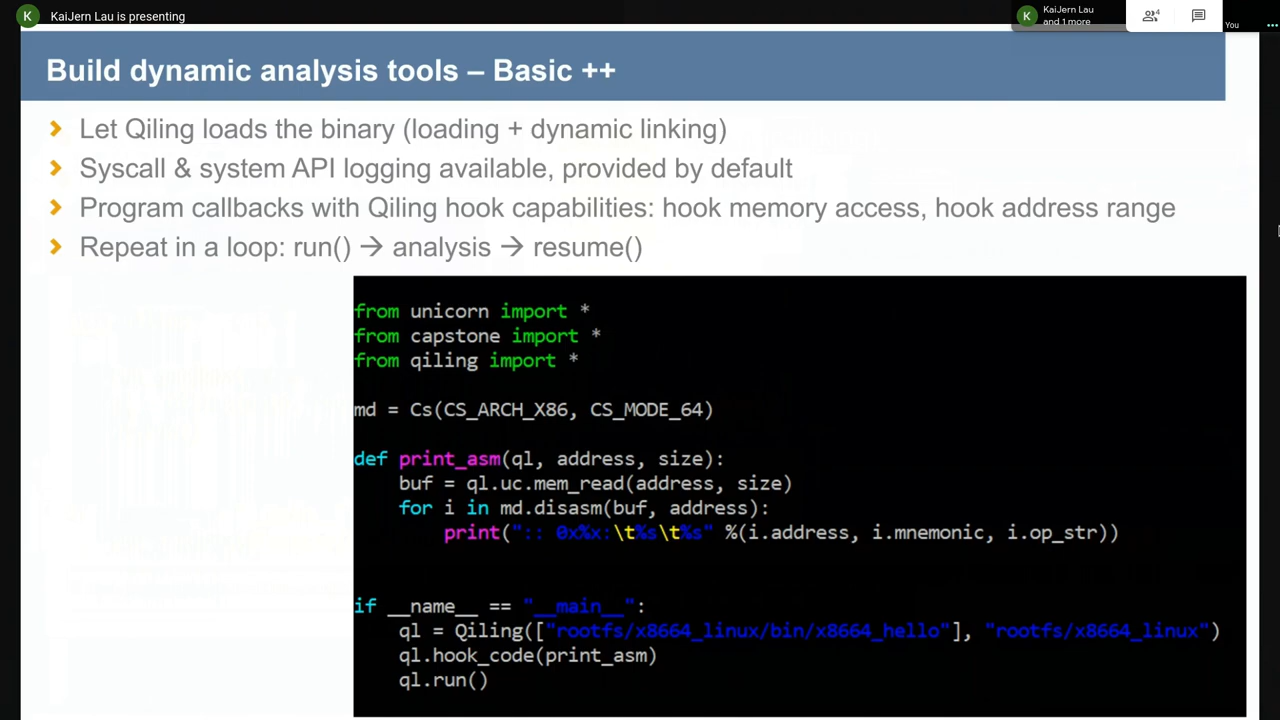 K KaiJern Lau is presenting
K KaiJern Lau
and 1 more
4
You
Build dynamic analysis tools – Basic ++
Let Qiling loads the binary (loading + dynamic linking)
Syscall & system API logging available, provided by default
Program callbacks with Qiling hook capabilities: hook memory access, hook address range
Repeat in a loop: run() → analysis → resume()
from unicorn import *
from capstone import *
from qiling import *
md = Cs(CS_ARCH_X86, CS_MODE_64)
def print_asm(ql, address, size):
    buf = ql.uc.mem_read(address, size)
    for i in md.disasm(buf, address):
        print(":: 0x%x:\t%s\t%s" %(i.address, i.mnemonic, i.op_str))
if __name__ == "__main__":
    ql = Qiling(["rootfs/x8664_linux/bin/x8664_hello"], "rootfs/x8664_linux")
    ql.hook_code(print_asm)
    ql.run()